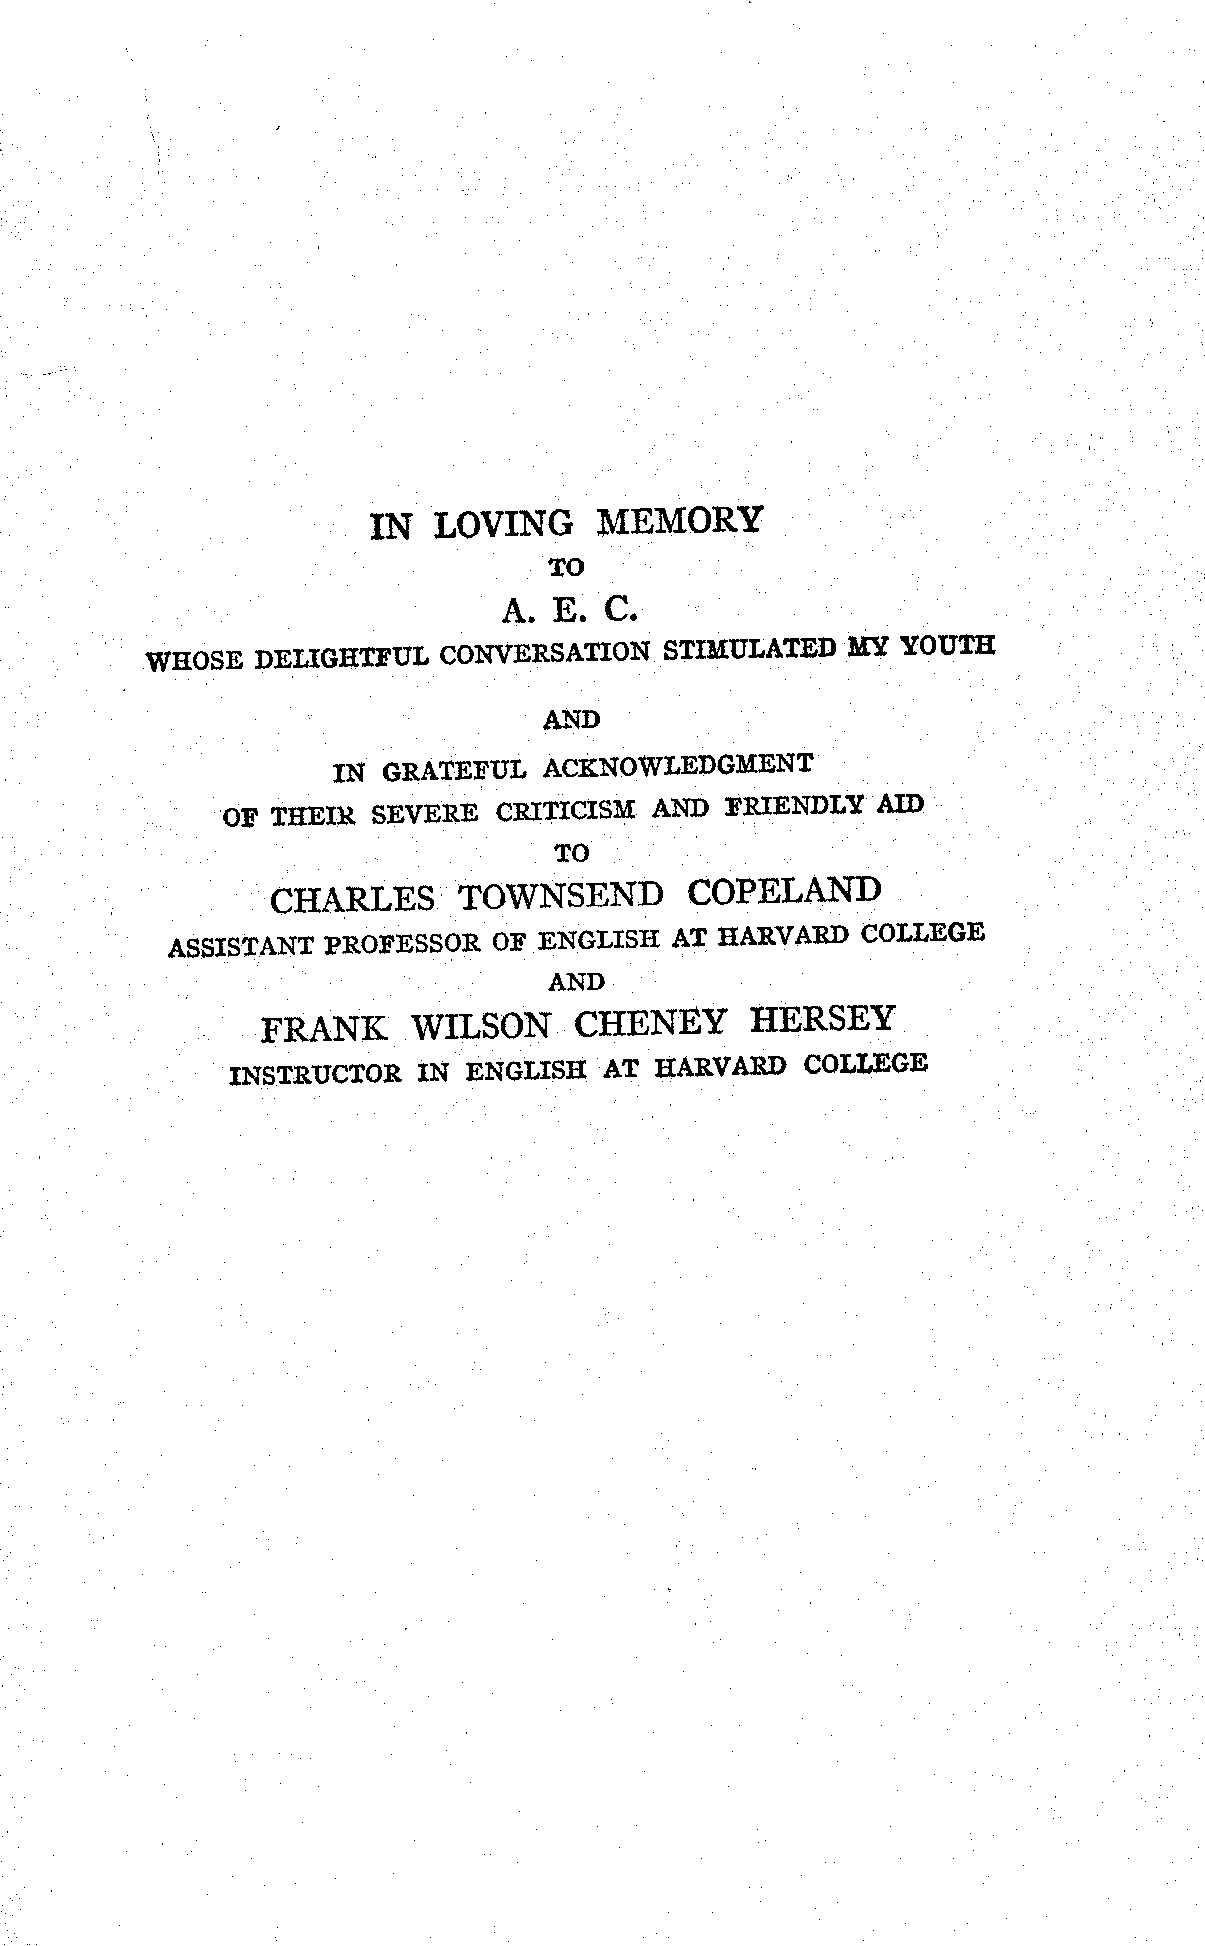 IN LOVING MEMORY
TO
A. E. C.
WHOSE DELIGHTFUL CONVERSATION STIMULATED MY YOUTH
AND
IN GRATEFUL ACKNOWLEDGMENT
OF THEIR SEVERE CRITICISM AND FRIENDLY AID
TO
CHARLES TOWNSEND COPELAND
ASSISTANT PROFESSOR OF ENGLISH AT HARVARD COLLEGE
AND
FRANK WILSON CHENEY HERSEY
INSTRUCTOR IN ENGLISH AT HARVARD COLLEGE